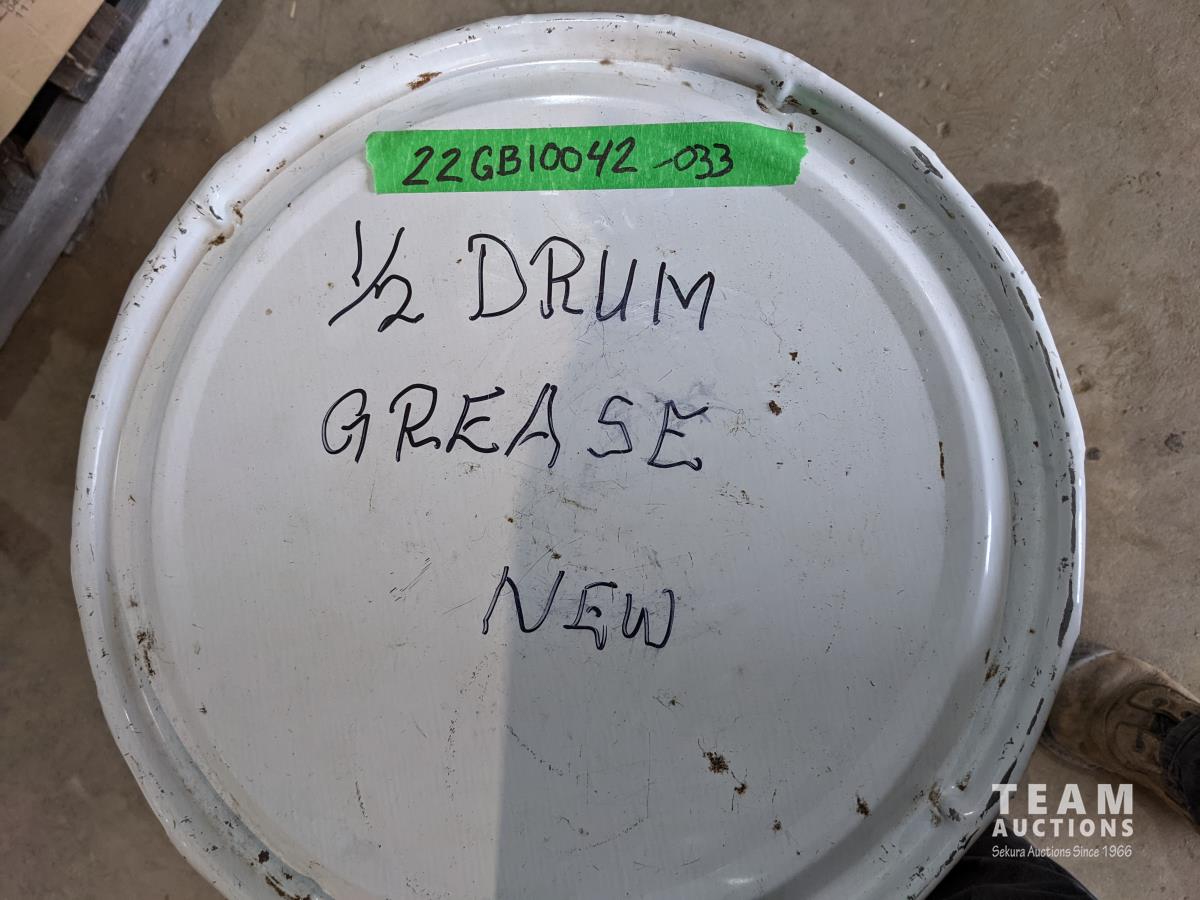 22GB10042-033
1/2 DRUM
GREASE
NEW
TEAM
AUCTIONS
Sekura Auctions Since 1966